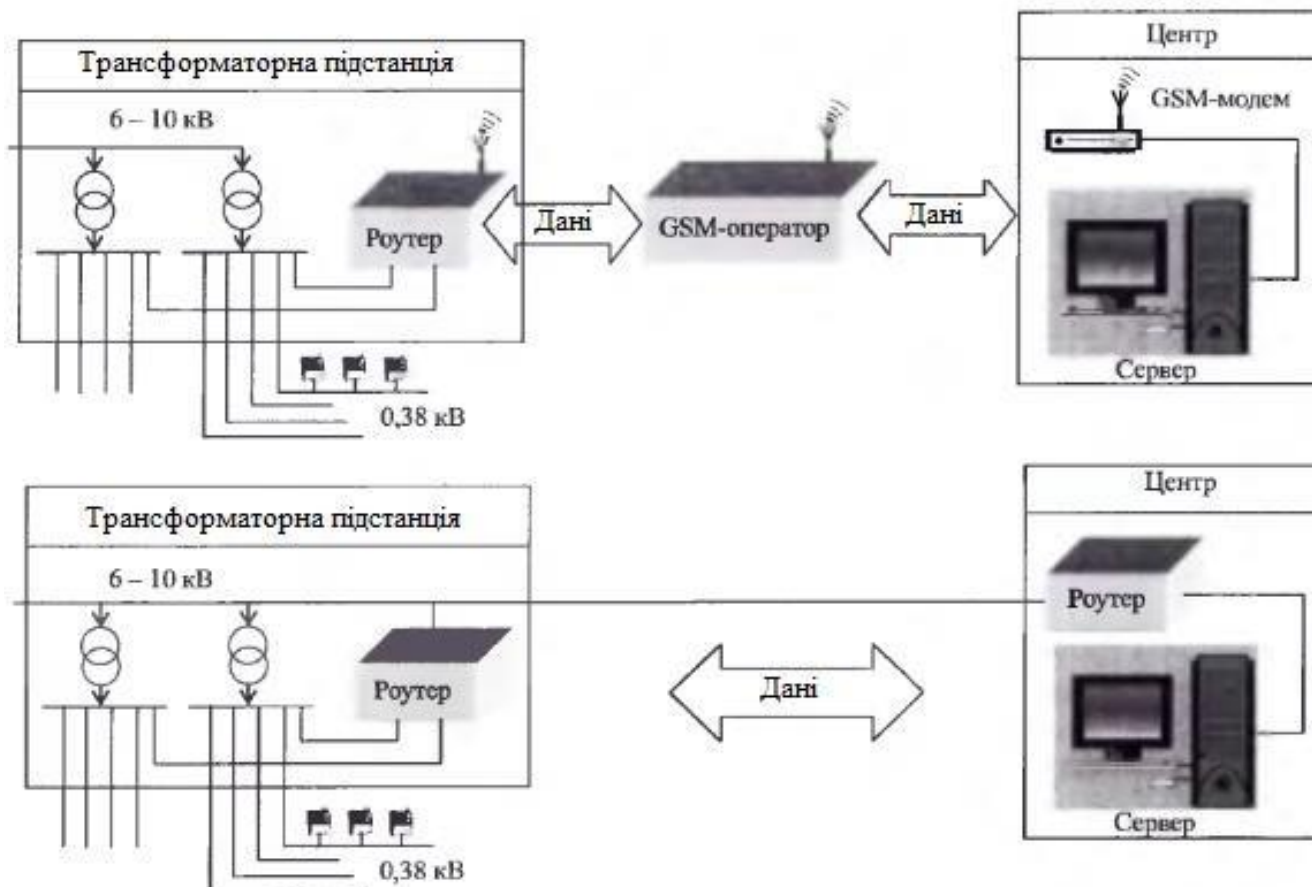 Трансформаторна підстанція
6 – 10 кВ
Роутер
Дані
GSM-оператор
Дані
Центр
GSM-модем
Сервер
0,38 кВ
Трансформаторна підстанція
6 – 10 кВ
Роутер
Дані
Центр
Роутер
Сервер
0,38 кВ